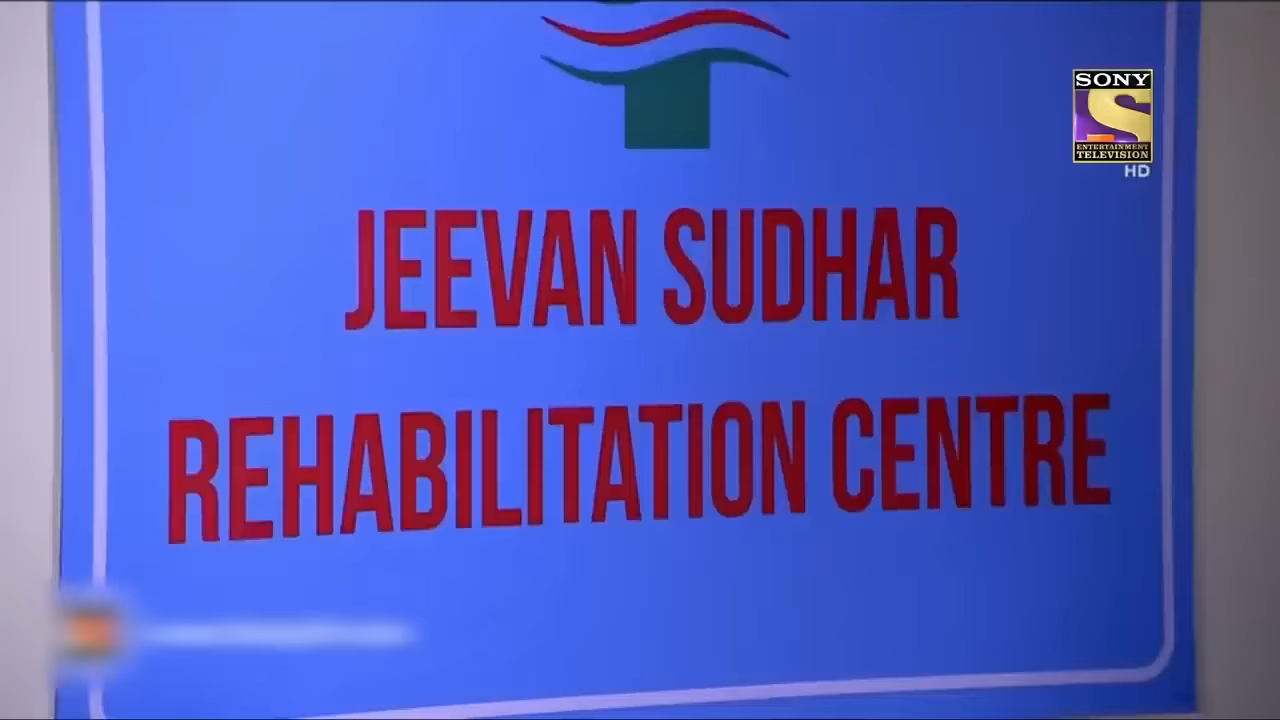 SONY
ENTERTAINMENT
TELEVISION
HD
JEEVAN SUDHAR
REHABILITATION CENTRE